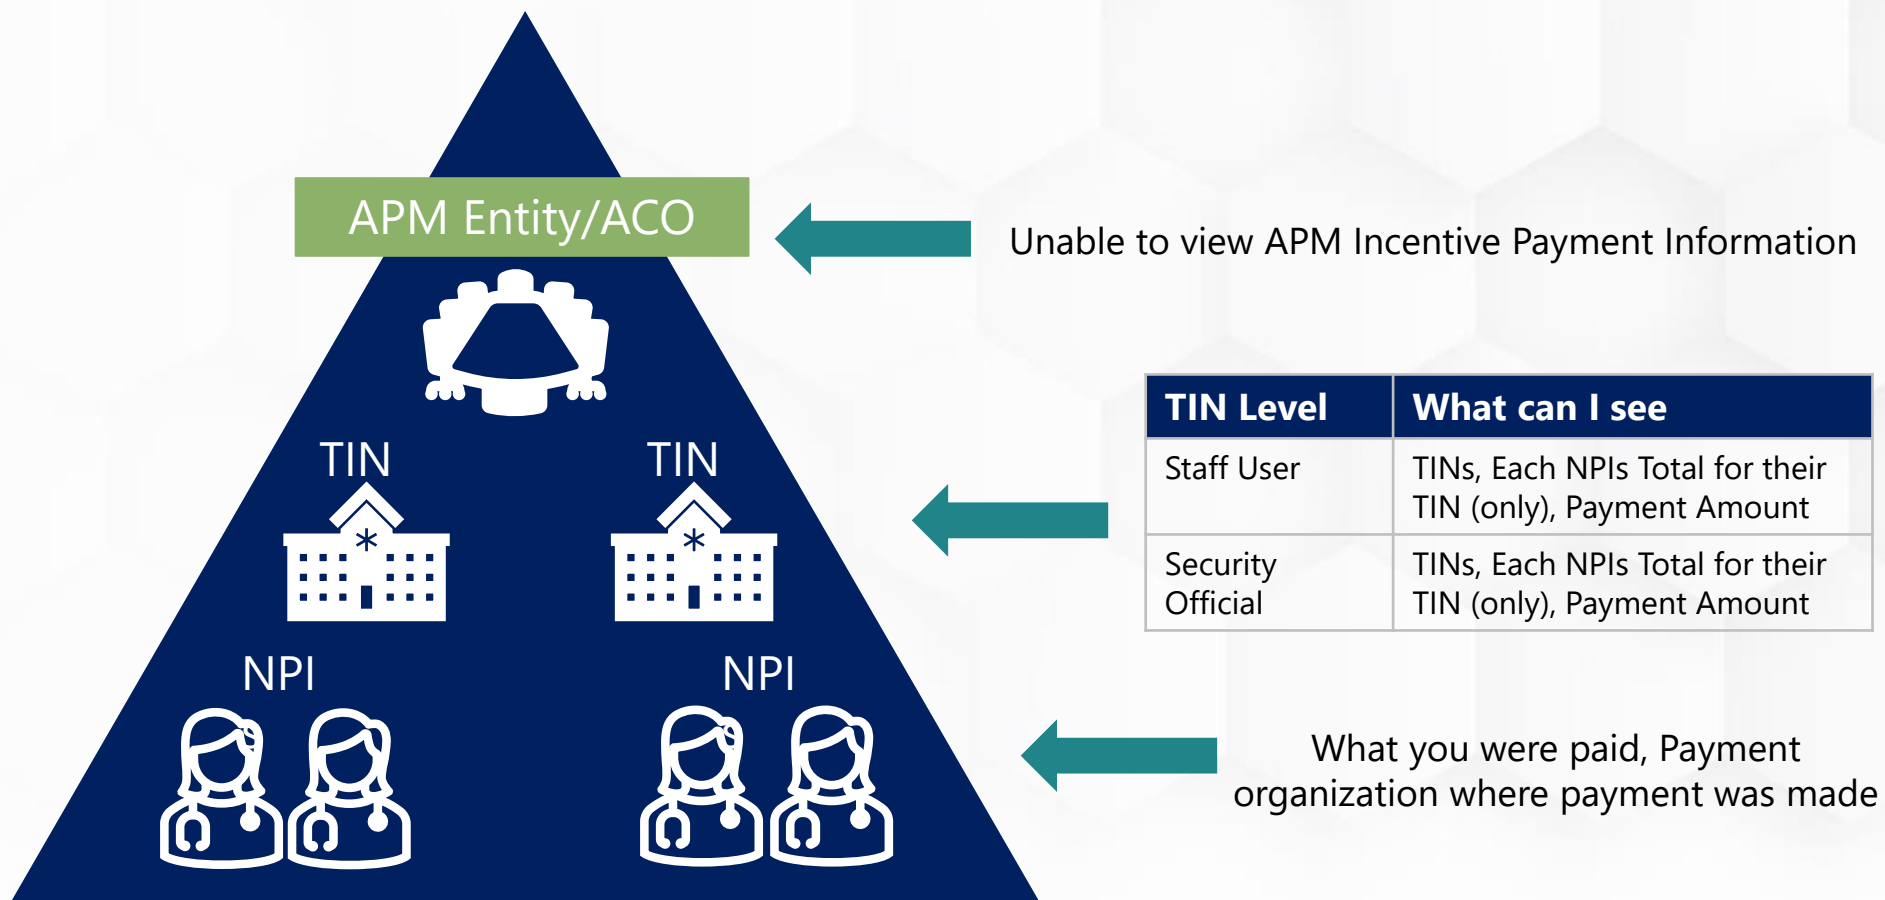 APM Entity/ACO
Unable to view APM Incentive Payment Information
TIN
TIN
TIN Level
What can I see
Staff User
TINs, Each NPIs Total for their
TIN (only), Payment Amount
Security
Official
TINs, Each NPIs Total for their
TIN (only), Payment Amount
NPI
NPI
What you were paid, Payment
organization where payment was made